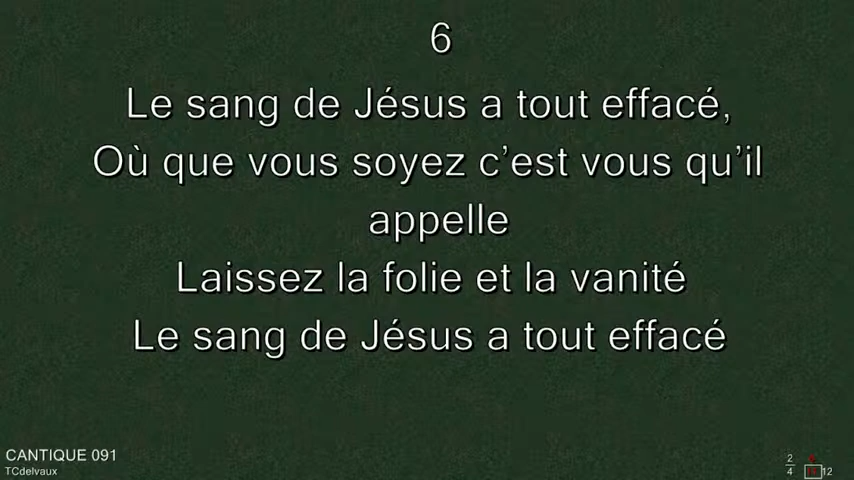 6
Le sang de Jésus a tout effacé,
Où que vous soyez c’est vous qu’il
appelle
Laissez la folie et la vanité
Le sang de Jésus a tout effacé
CANTIQUE 091
TCdelvaux
2
4
12